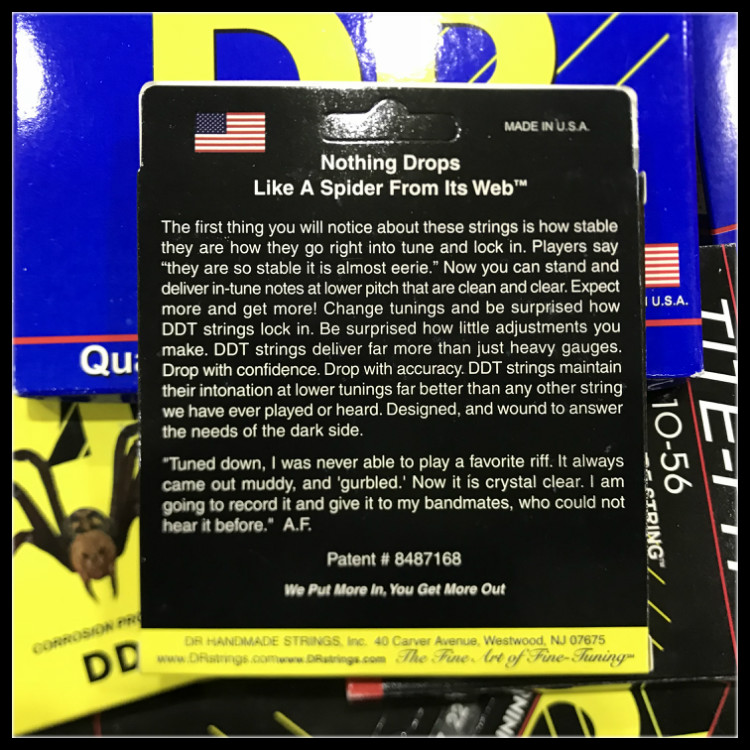 DR
MADE IN U.S.A.
Nothing Drops
Like A Spider From Its Web™
The first thing you will notice about these strings is how stable
they are how they go right into tune and lock in. Players say
“they are so stable it is almost eerie.” Now you can stand and
deliver in-tune notes at lower pitch that are clean and clear. Expect
more and get more! Change tunings and be surprised how
DDT strings lock in. Be surprised how little adjustments you
make. DDT strings deliver far more than just heavy gauges.
Drop with confidence. Drop with accuracy. DDT strings maintain
their intonation at lower tunings far better than any other string
we have ever played or heard. Designed, and wound to answer
the needs of the dark side.
"Tuned down, I was never able to play a favorite riff. It always
came out muddy, and 'gurbled.' Now it ís crystal clear. I am
going to record it and give it to my bandmates, who could not
hear it before." A.F.
Patent # 8487168
We Put More In, You Get More Out
DR HANDMADE STRINGS, Inc. 40 Carver Avenue, Westwood, NJ 07675
www.DRstrings.comwww.DRstrings.com The Fine Art of Fine-Tuning℠
U.S.A.
Qua
TITE-FI
10-56
STRING™
CORROSION PRO
DD
22